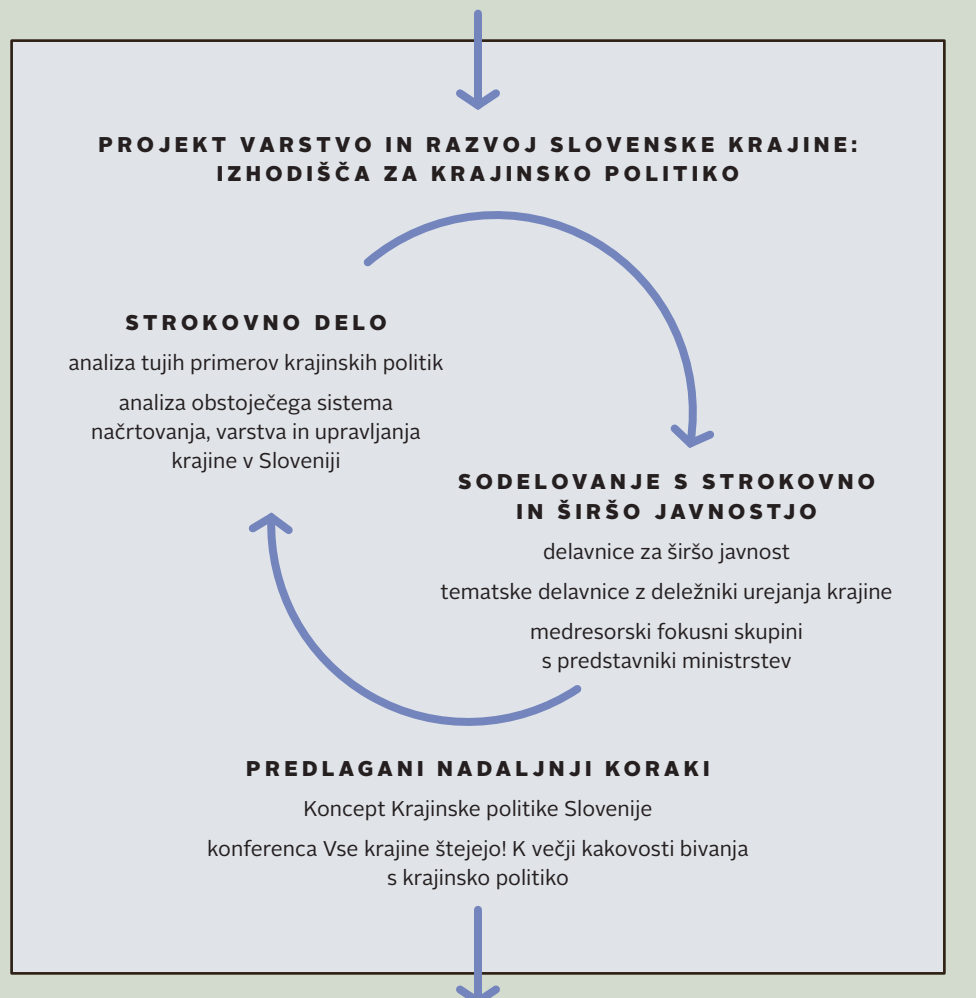 PROJEKT VARSTVO IN RAZVOJ SLOVENSKE KRAJINE:
IZHODIŠČA ZA KRAJINSKO POLITIKO
STROKOVNO DELO
analiza tujih primerov krajinskih politik
analiza obstoječega sistema
načrtovanja, varstva in upravljanja
krajine v Sloveniji
SODELOVANJE S STROKOVNO
IN ŠIRŠO JAVNOSTJO
delavnice za širšo javnost
tematske delavnice z deležniki urejanja krajine
medresorski fokusni skupini
s predstavniki ministrstev
PREDLAGANI NADALJNJI KORAKI
Koncept Krajinske politike Slovenije
konferenca Vse krajine štejejo! K večji kakovosti bivanja
s krajinsko politiko